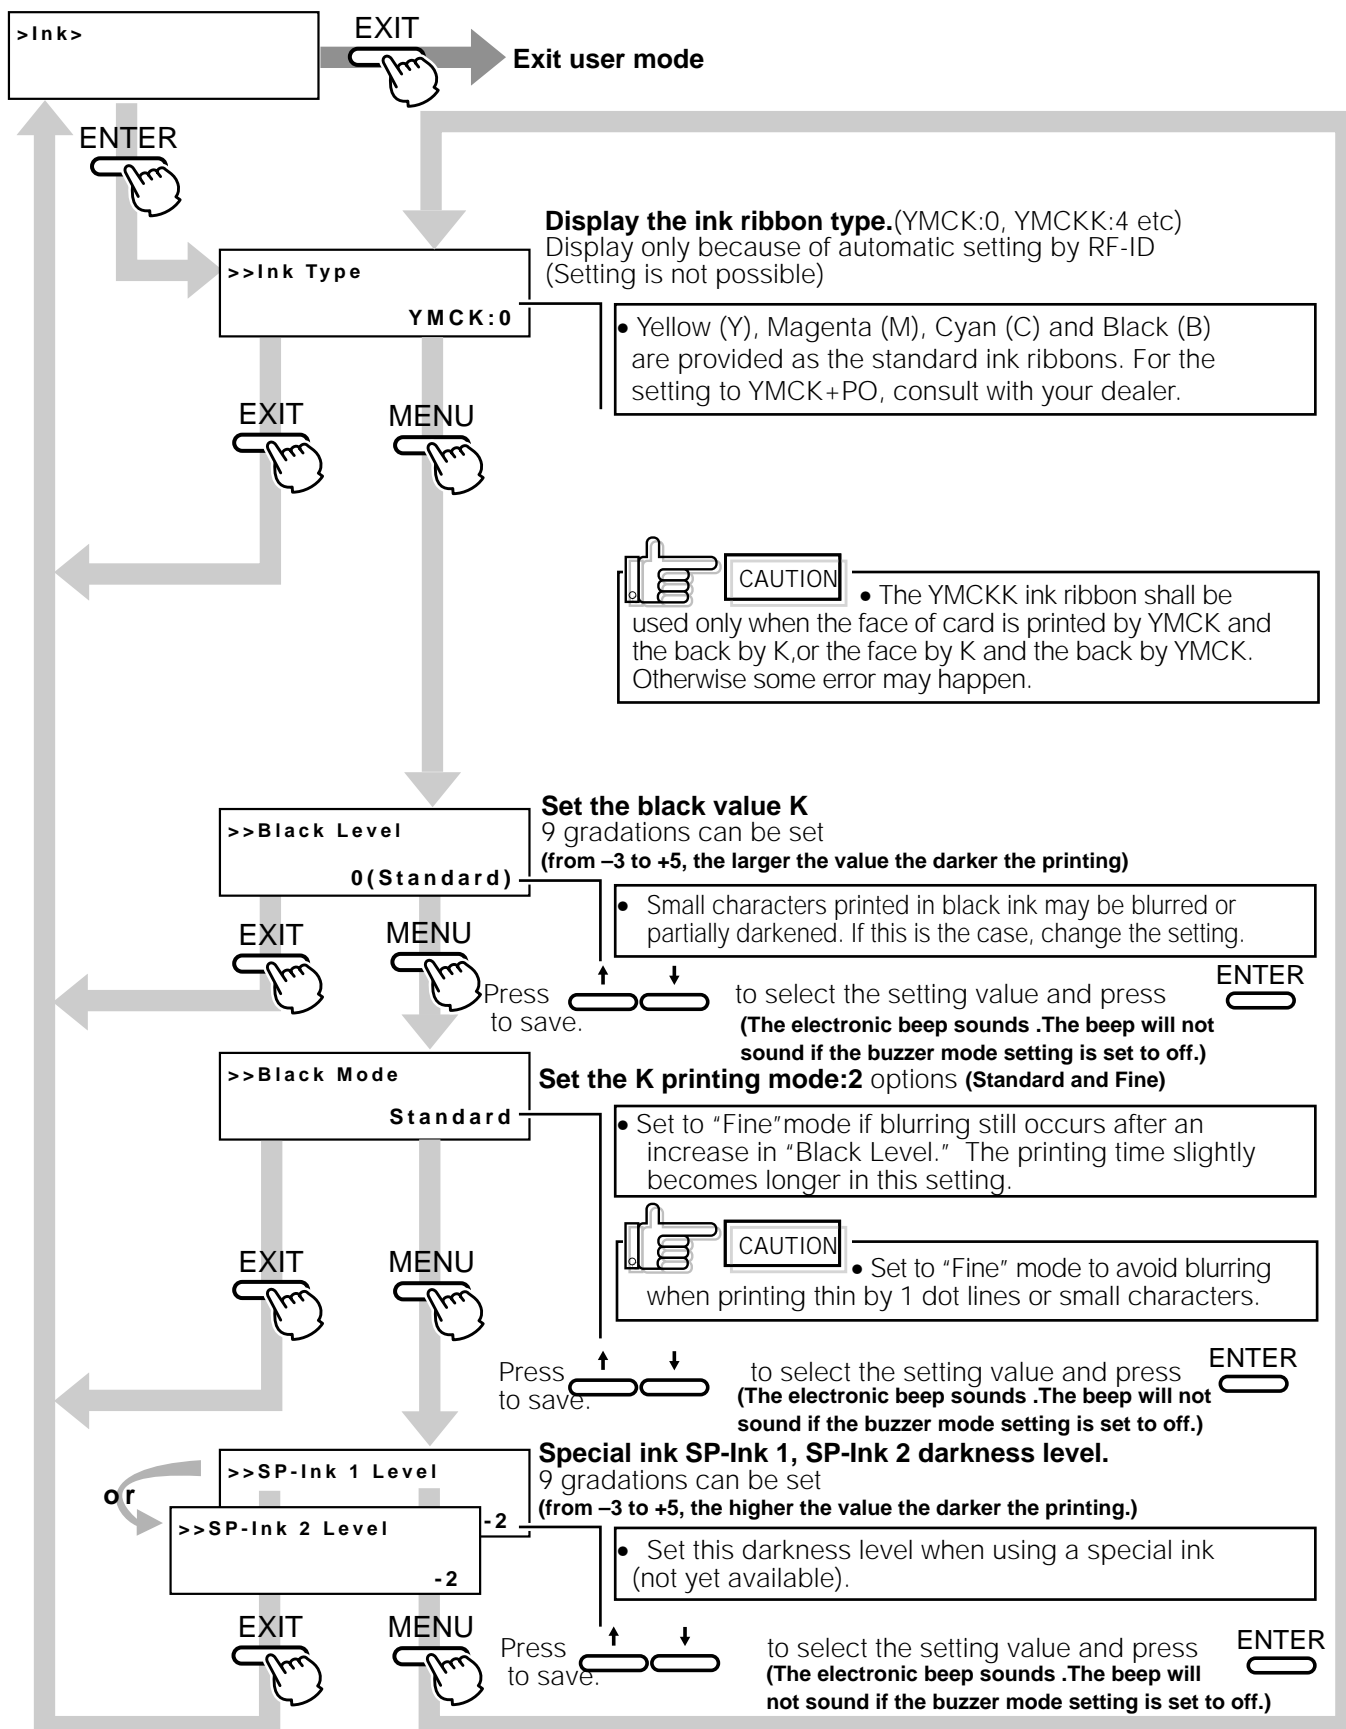 >Ink>
EXIT
Exit user mode
ENTER
Display the ink ribbon type.(YMCK:0, YMCKK:4 etc)
Display only because of automatic setting by RF-ID
(Setting is not possible)
>>Ink Type
YMCK:0
• Yellow (Y), Magenta (M), Cyan (C) and Black (B)
are provided as the standard ink ribbons. For the
setting to YMCK+PO, consult with your dealer.
EXIT
MENU
CAUTION
• The YMCKK ink ribbon shall be
used only when the face of card is printed by YMCK and
the back by K,or the face by K and the back by YMCK.
Otherwise some error may happen.
>>Black Level
0(Standard)
Set the black value K
9 gradations can be set
(from –3 to +5, the larger the value the darker the printing)
• Small characters printed in black ink may be blurred or
partially darkened. If this is the case, change the setting.
EXIT
MENU
Press ↑ ↓ to select the setting value and press ENTER
to save.
(The electronic beep sounds .The beep will not
sound if the buzzer mode setting is set to off.)
>>Black Mode
Standard
Set the K printing mode:2 options (Standard and Fine)
• Set to "Fine"mode if blurring still occurs after an
increase in "Black Level." The printing time slightly
becomes longer in this setting.
CAUTION
• Set to "Fine" mode to avoid blurring
when printing thin by 1 dot lines or small characters.
EXIT
MENU
Press ↑ ↓ to select the setting value and press ENTER
to save.
(The electronic beep sounds .The beep will not
sound if the buzzer mode setting is set to off.)
Special ink SP-Ink 1, SP-Ink 2 darkness level.
9 gradations can be set
(from –3 to +5, the higher the value the darker the printing.)
>>SP-Ink 1 Level
-2
or
>>SP-Ink 2 Level
-2
• Set this darkness level when using a special ink
(not yet available).
EXIT
MENU
Press ↑ ↓ to select the setting value and press ENTER
to save.
(The electronic beep sounds .The beep will
not sound if the buzzer mode setting is set to off.)